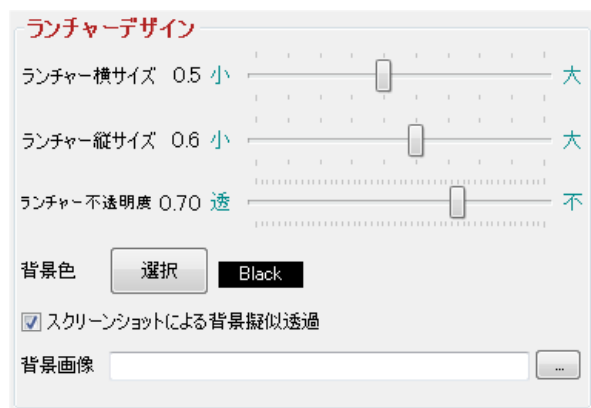 ランチャーデザイン
ランチャー横サイズ 0.5 小 大
ランチャー縦サイズ 0.6 小 大
ランチャー不透明度 0.70 透 不
背景色 選択 Black
スクリーンショットによる背景擬似透過
背景画像 ...